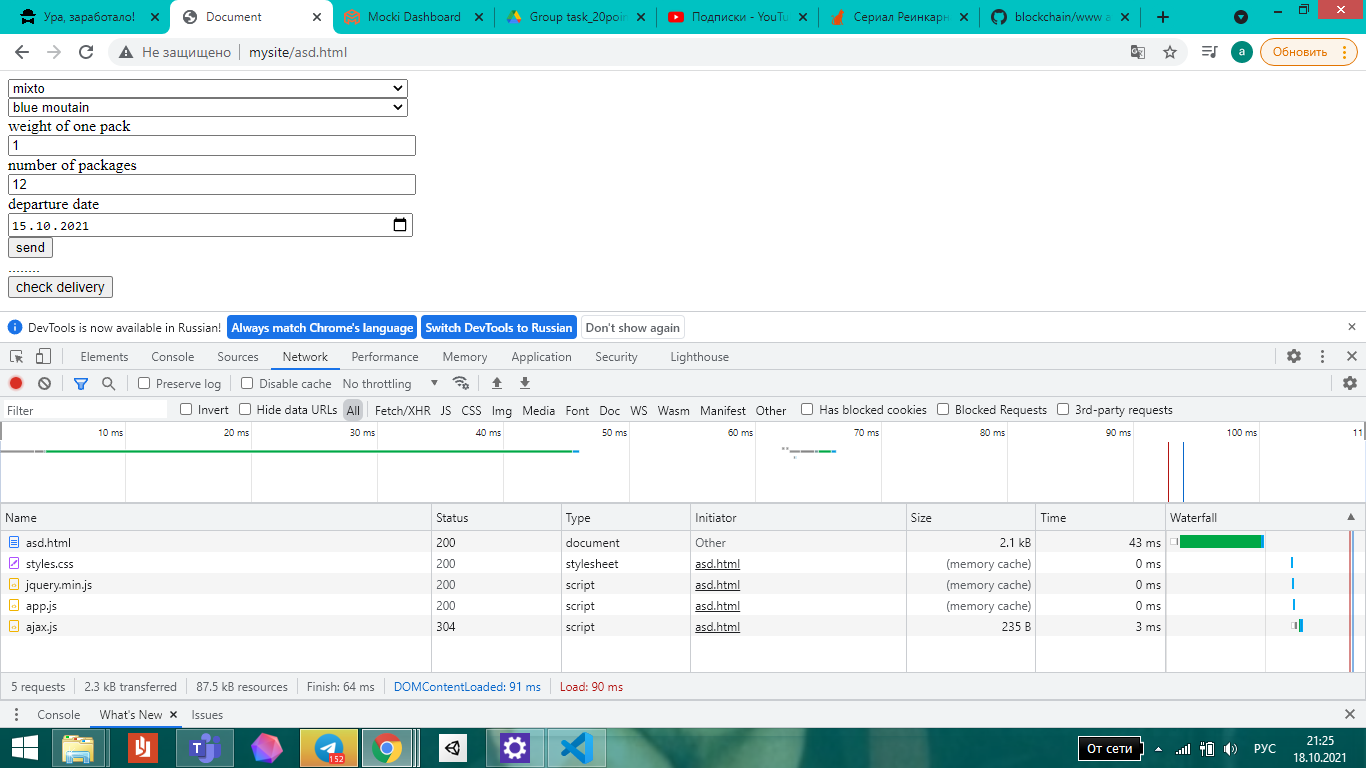 Ура, заработало!
Document
Mocki Dashboard
Group task_20poi
Подписки - YouTu
Сериал Реинкарн
blockchain/www a
Не защищено
mysite/asd.html
a
Обновить
mixto
blue moutain
weight of one pack
1
number of packages
12
departure date
15.10.2021
send
........
check delivery
DevTools is now available in Russian!
Always match Chrome's language
Switch DevTools to Russian
Don't show again
Elements
Console
Sources
Network
Performance
Memory
Application
Security
Lighthouse
Preserve log
Disable cache
No throttling
Filter
Invert
Hide data URLs
All
Fetch/XHR
JS
CSS
Img
Media
Font
Doc
WS
Wasm
Manifest
Other
Has blocked cookies
Blocked Requests
3rd-party requests
10 ms
20 ms
30 ms
40 ms
50 ms
60 ms
70 ms
80 ms
90 ms
100 ms
11
Name
Status
Type
Initiator
Size
Time
Waterfall
asd.html
200
document
Other
2.1 kB
43 ms
styles.css
200
stylesheet
asd.html
(memory cache)
0 ms
jquery.min.js
200
script
asd.html
(memory cache)
0 ms
app.js
200
script
asd.html
(memory cache)
0 ms
ajax.js
304
script
asd.html
235 B
3 ms
5 requests
2.3 kB transferred
87.5 kB resources
Finish: 64 ms
DOMContentLoaded: 91 ms
Load: 90 ms
Console
What's New
Issues
152
От сети
РУС
21:25
18.10.2021